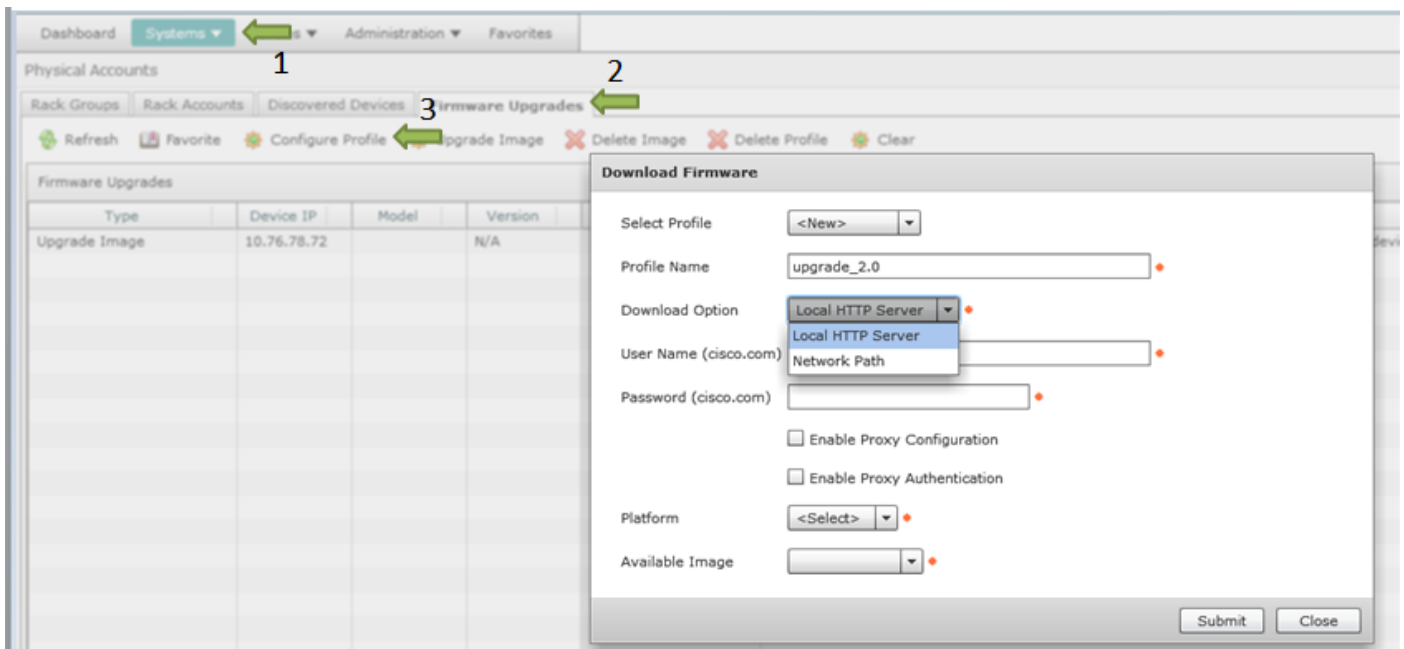 Dashboard Systems ▼ s ▼ Administration ▼ Favorites
1
Physical Accounts
2
Rack Groups Rack Accounts Discovered Devices Firmware Upgrades
3
Refresh Favorite Configure Profile pgrade Image Delete Image Delete Profile Clear
Firmware Upgrades
Type Device IP Model Version
Upgrade Image 10.76.78.72 N/A
devi
Download Firmware
Select Profile <New>
Profile Name upgrade_2.0
Download Option Local HTTP Server
Local HTTP Server
Network Path
User Name (cisco.com)
Password (cisco.com)
Enable Proxy Configuration
Enable Proxy Authentication
Platform <Select>
Available Image
Submit Close